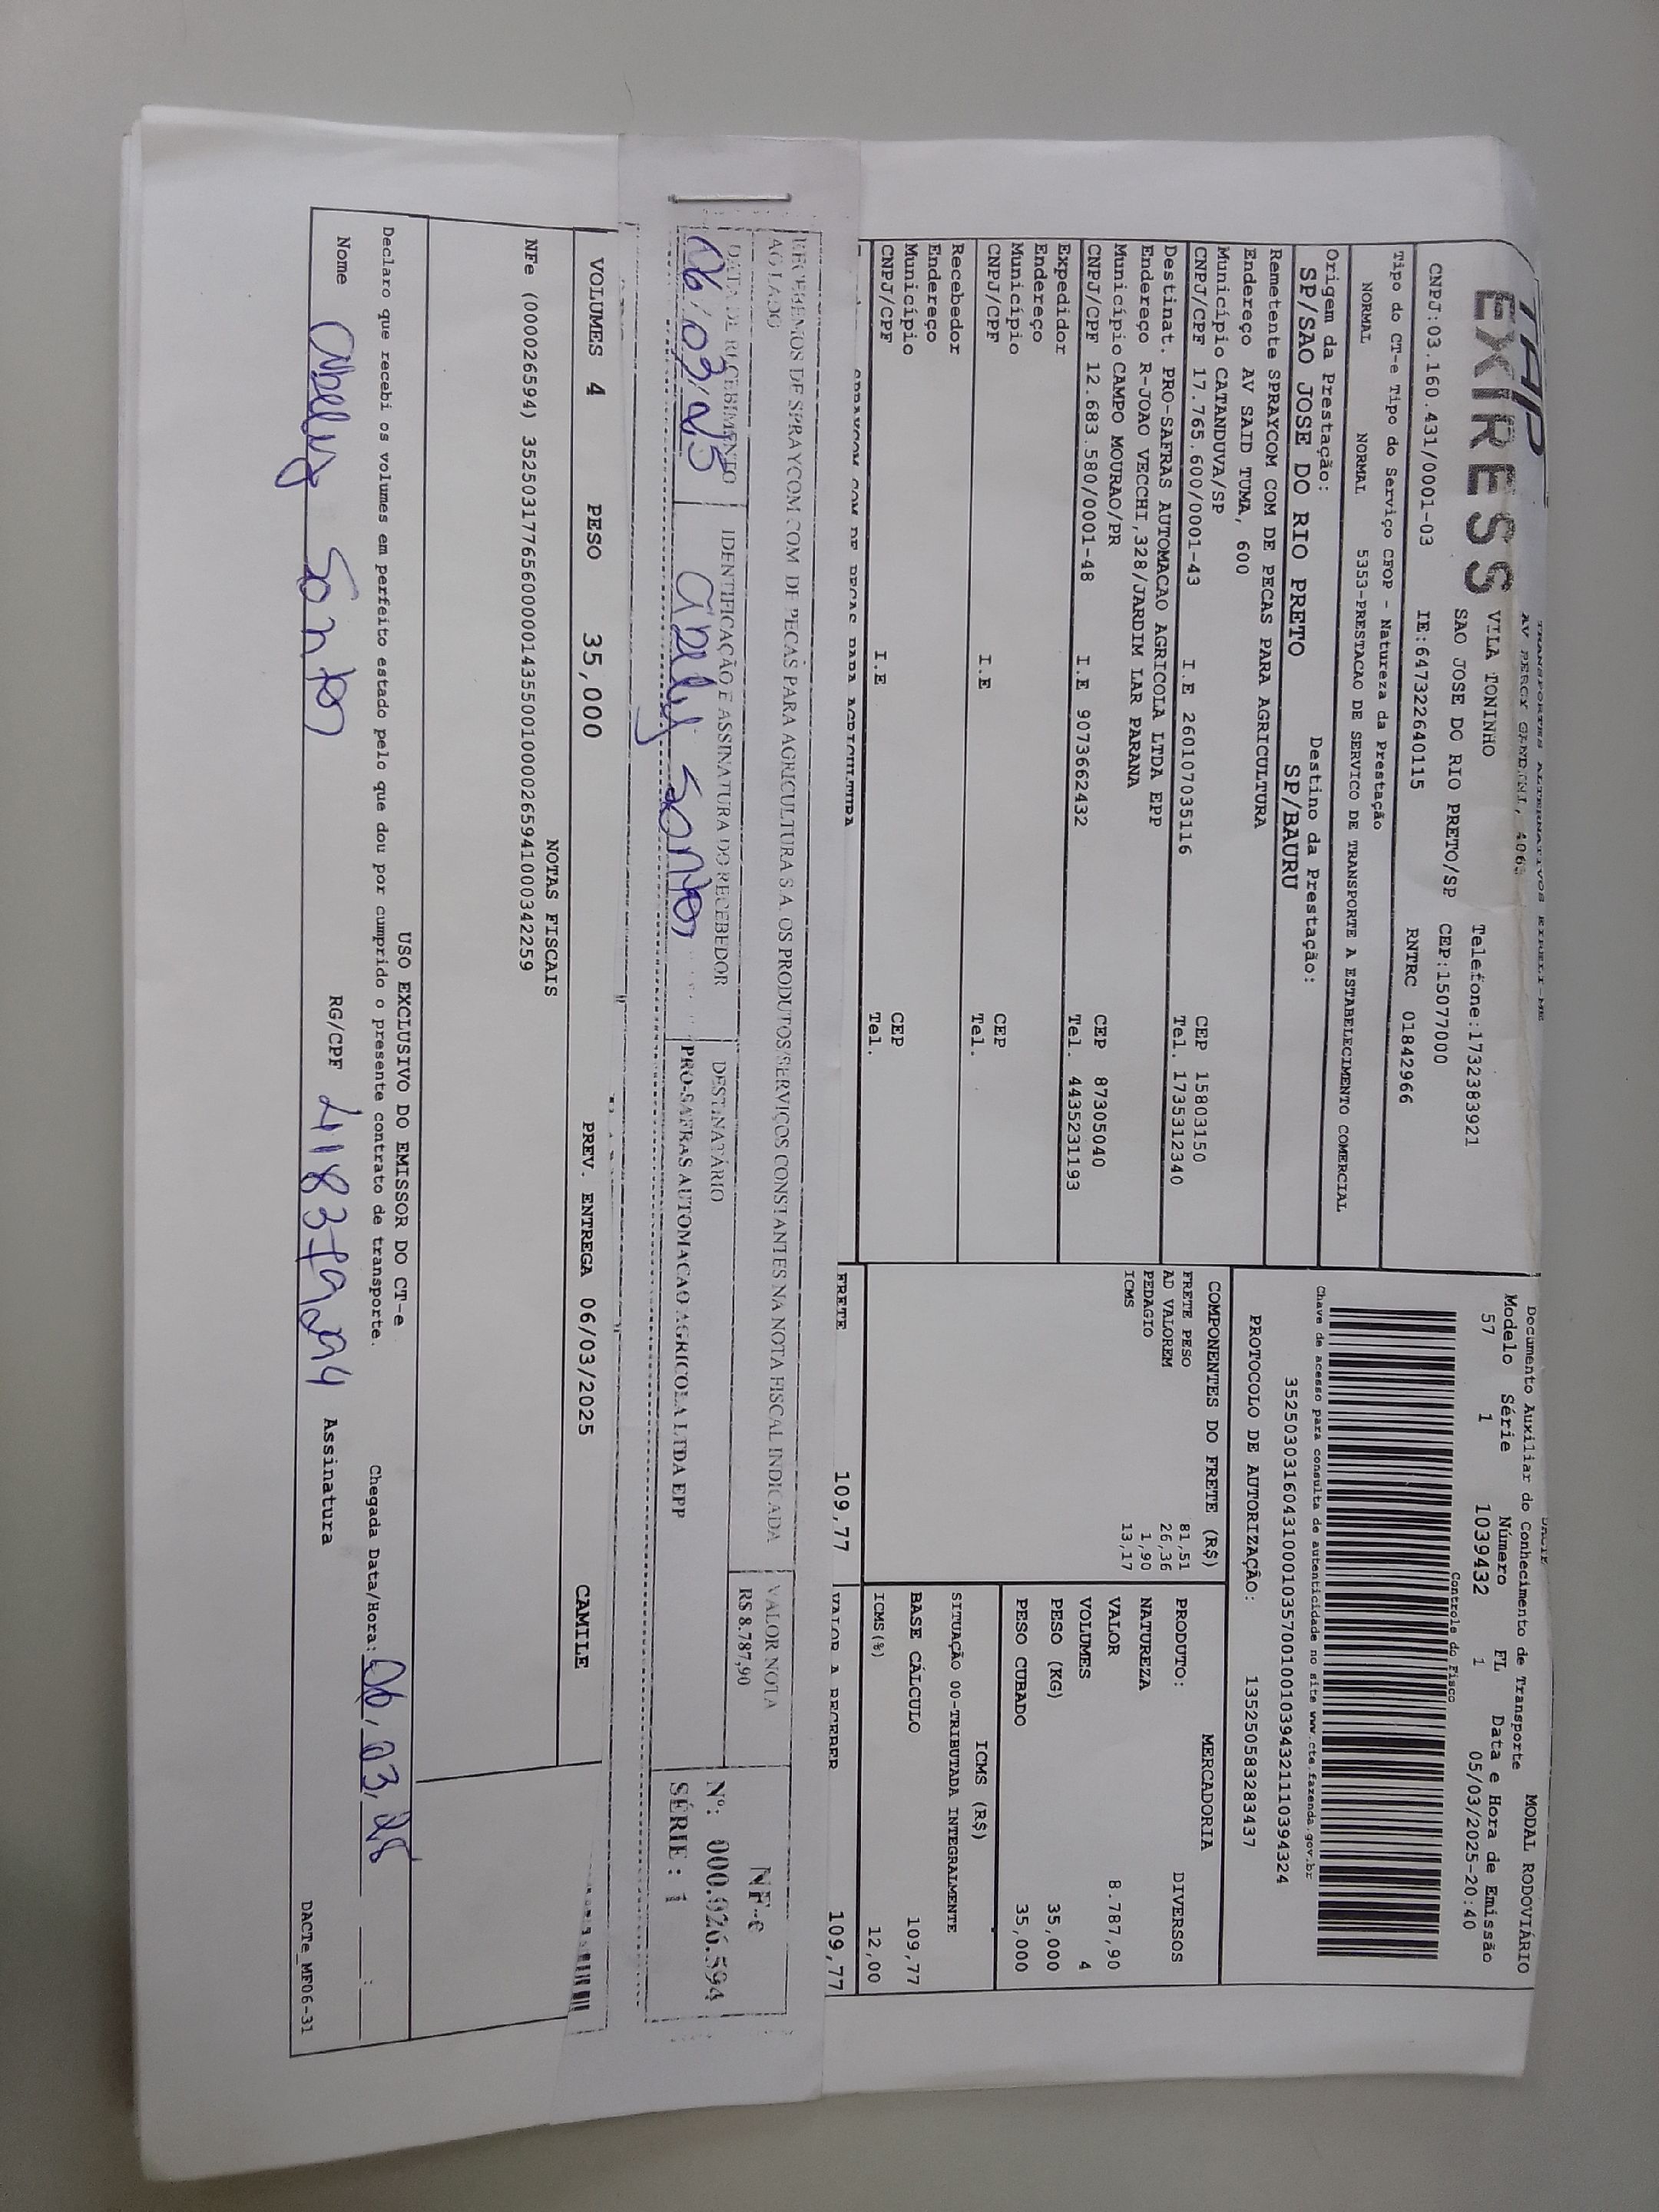 TAP
EXPRESS
TRANSPORTES ALTERNATIVOS EIRELI-ME
AV PERCY GANDINI, 406
VILA TONINHO Telefone:1732383921
SAO JOSE DO RIO PRETO/SP CEP:15077000
CNPJ:03.160.431/0001-03 IE:647322640115 RNTRC 01842966
Tipo do CT-e Tipo do Serviço CFOP - Natureza da Prestação
NORMAL NORMAL 5353-PRESTACAO DE SERVICO DE TRANSPORTE A ESTABELECIMENTO COMERCIAL
Origem da Prestação: Destino da Prestação:
SP/SAO JOSE DO RIO PRETO SP/BAURU
Remetente SPRAYCOM COM DE PECAS PARA AGRICULTURA
Endereço AV SAID TUMA, 600
Município CATANDUVA/SP CEP 15803150
CNPJ/CPF 17.765.600/0001-43 I.E 260107035116 Tel. 1735312340
Destinat. PRO-SAFRAS AUTOMACAO AGRICOLA LTDA EPP
Endereço R-JOAO VECCHI,328/JARDIM LAR PARANA
Município CAMPO MOURAO/PR CEP 87305040
CNPJ/CPF 12.683.580/0001-48 I.E 9073662432 Tel. 443523​1193
Expedidor
Endereço
Município CEP
CNPJ/CPF I.E Tel.
Recebedor
Endereço
Município CEP
CNPJ/CPF I.E Tel.
SPRAYCOM COM DE PECAS PARA AGRICULTURA
DACTE
Documento Auxiliar do Conhecimento de Transporte MODAL RODOVIÁRIO
Modelo Série Número FL Data e Hora de Emissão
57 1 1039432 1 05/03/2025-20:40
Controle do Fisco
Chave de acesso para consulta de autenticidade no site www.cte.fazenda.gov.br
35250303160431000103570010010394321110394324
PROTOCOLO DE AUTORIZAÇÃO: 135250583283437
COMPONENTES DO FRETE (R$)
FRETE PESO 81,51
AD VALOREM 26,36
PEDAGIO 1,90
ICMS 13,17
MERCADORIA
PRODUTO: DIVERSOS
NATUREZA
VALOR 8.787,90
VOLUMES 4
PESO (KG) 35,000
PESO CUBADO 35,000
ICMS (R$)
SITUAÇÃO 00-TRIBUTADA INTEGRALMENTE
BASE CÁLCULO 109,77
ICMS(%) 12,00
FRETE 109,77 VALOR A RECEBER 109,77
RECEBEMOS DE SPRAYCOM COM DE PECAS PARA AGRICULTURA S.A. OS PRODUTOS/SERVIÇOS CONSTANTES NA NOTA FISCAL INDICADA
AO LADO
VALOR NOTA
R$ 8.787,90
DATA DE RECEBIMENTO IDENTIFICAÇÃO E ASSINATURA DO RECEBEDOR DESTINATÁRIO
06/03/25 PRO-SAFRAS AUTOMACAO AGRICOLA LTDA EPP
NF-e
Nº: 000.026.594
SÉRIE: 1
VOLUMES 4 PESO 35,000 PREV. ENTREGA 06/03/2025 CAMILE
NOTAS FISCAIS
NFe (000026594) 35250317765600000143550010000265941000342259
USO EXCLUSIVO DO EMISSOR DO CT-e
Declaro que recebi os volumes em perfeito estado pelo que dou por cumprido o presente contrato de transporte. Chegada Data/Hora: 06, 03, 25 :
Nome RG/CPF Assinatura
DACTe_MF06-31